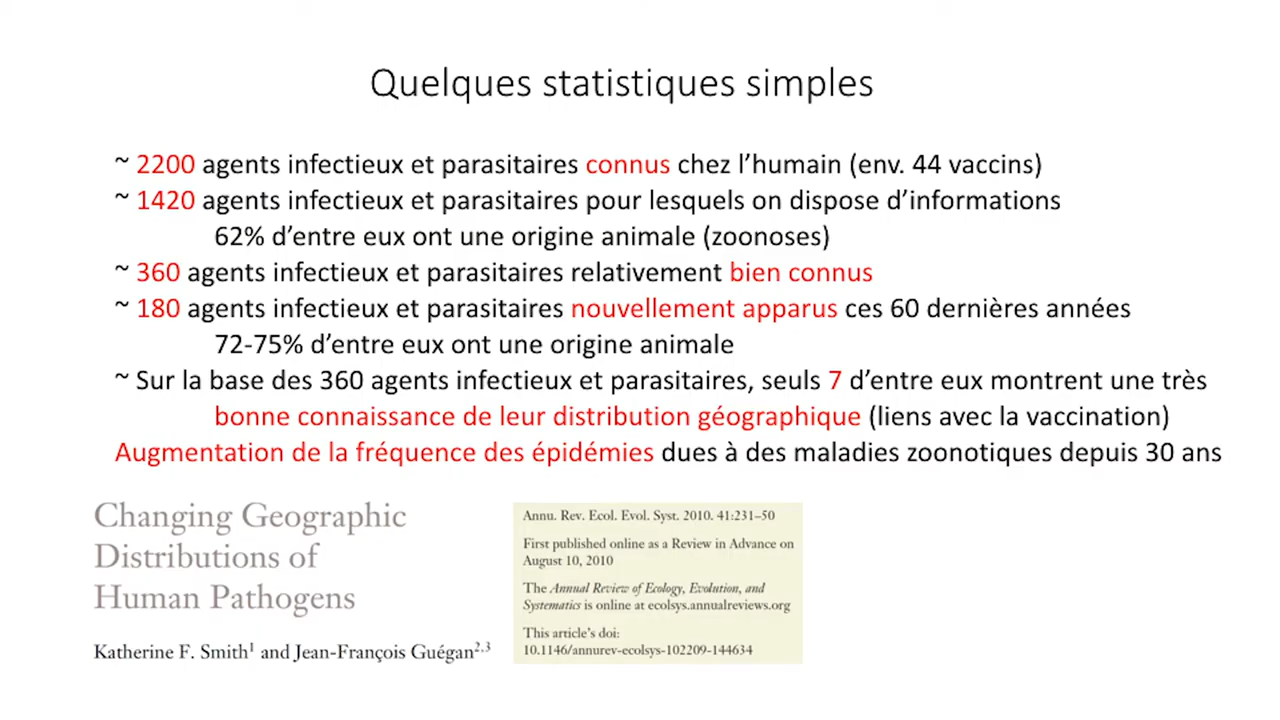 Quelques statistiques simples
~ 2200 agents infectieux et parasitaires connus chez l’humain (env. 44 vaccins)
~ 1420 agents infectieux et parasitaires pour lesquels on dispose d’informations
62% d’entre eux ont une origine animale (zoonoses)
~ 360 agents infectieux et parasitaires relativement bien connus
~ 180 agents infectieux et parasitaires nouvellement apparus ces 60 dernières années
72-75% d’entre eux ont une origine animale
~ Sur la base des 360 agents infectieux et parasitaires, seuls 7 d’entre eux montrent une très
bonne connaissance de leur distribution géographique (liens avec la vaccination)
Augmentation de la fréquence des épidémies dues à des maladies zoonotiques depuis 30 ans
Changing Geographic
Distributions of
Human Pathogens
Katherine F. Smith1 and Jean-François Guégan2,3
Annu. Rev. Ecol. Evol. Syst. 2010. 41:231–50
First published online as a Review in Advance on
August 10, 2010
The Annual Review of Ecology, Evolution, and
Systematics is online at ecolsys.annualreviews.org
This article’s doi:
10.1146/annurev-ecolsys-102209-144634